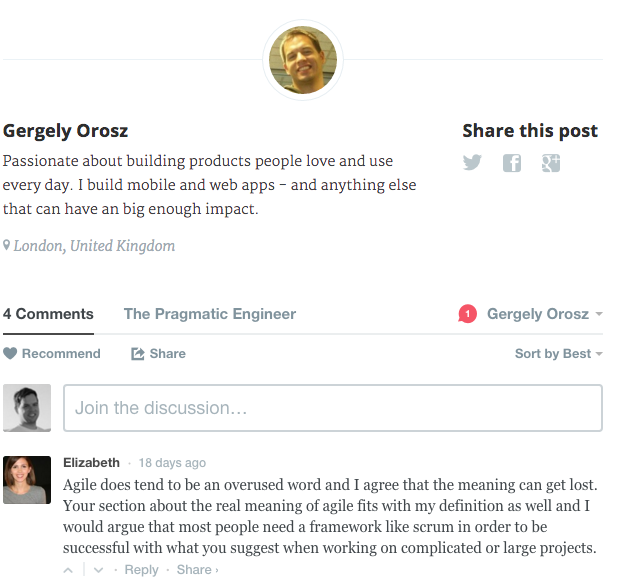 Gergely Orosz
Share this post
Passionate about building products people love and use
every day. I build mobile and web apps – and anything else
that can have an big enough impact.
London, United Kingdom
4 Comments
The Pragmatic Engineer
1
Gergely Orosz
Recommend
Share
Sort by Best
Join the discussion…
Elizabeth · 18 days ago
Agile does tend to be an overused word and I agree that the meaning can get lost.
Your section about the real meaning of agile fits with my definition as well and I
would argue that most people need a framework like scrum in order to be
successful with what you suggest when working on complicated or large projects.
· Reply · Share ›